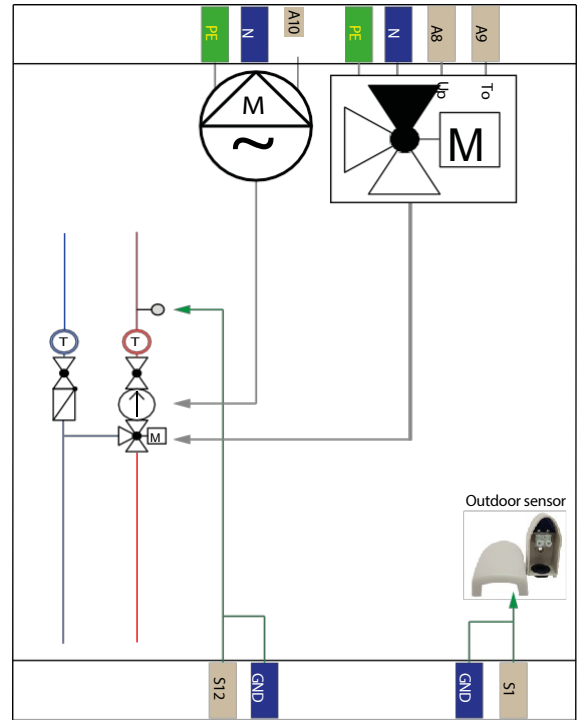 PE
N
A10
PE
N
A8
A9
M
Up
To
M
T
T
M
Outdoor sensor
S12
GND
GND
S1